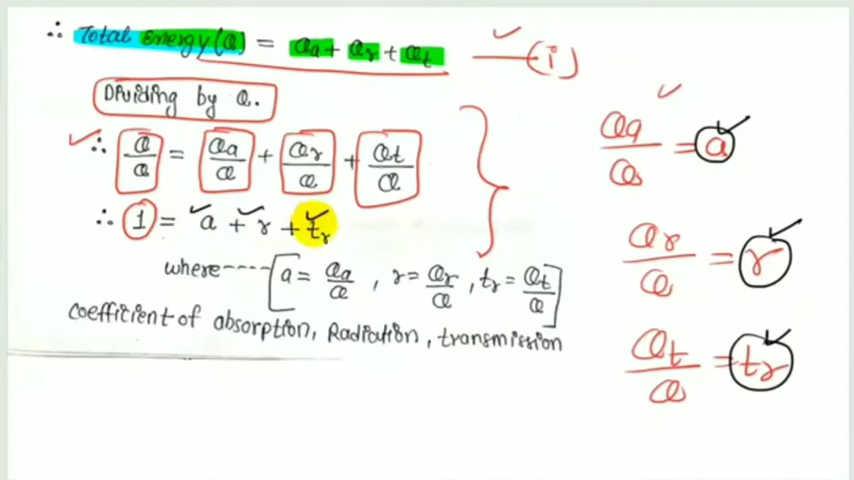 ∴ Total energy(Q) = Qa + Qr + Qt —(i)
Dividing by Q.
∴ Q/Q = Qa/Q + Qr/Q + Qt/Q
∴ 1 = a + r + tr
where---- [a = Qa/Q , r = Qr/Q , tr = Qt/Q]
coefficient of absorption, Radiation, transmission
Qa/Q = a
Qr/Q = r
Qt/Q = tr